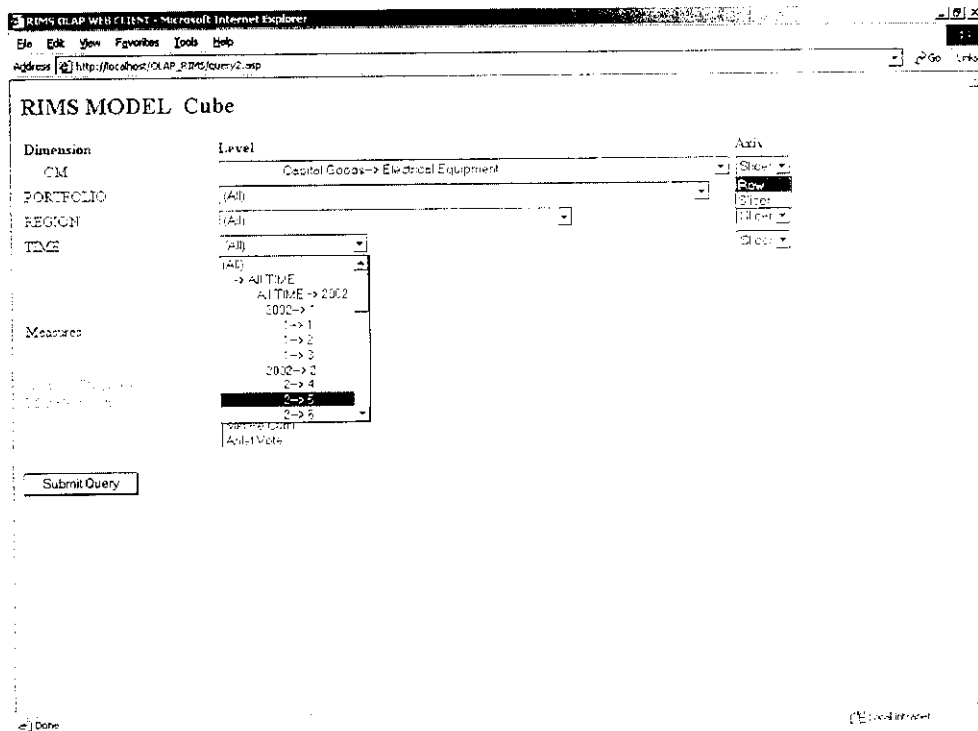 RIMS OLAP WEB CLIENT - Microsoft Internet Explorer
File Edit View Favorites Tools Help
Address http://localhost/OLAP_RIMS/query2.asp Go Links
RIMS MODEL Cube
Dimension Level Axis
CM Capital Goods--> Electrical Equipment Slicer
Row
PORTFOLIO (All) Slicer
REGION (All) Slicer
TIME (All) Slicer
(All)
-> All TIME
All TIME -> 2002
2002--> 1
1--> 1
1--> 2
Measures
1--> 3
2002--> 2
2--> 4
2--> 5
2--> 6
Submit Query
Done Local intranet